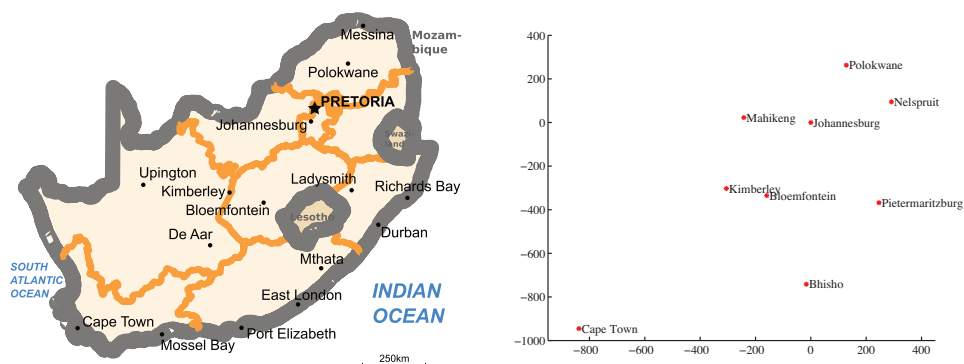 Messina
Mozam-
bique
Polokwane
PRETORIA
Johannesburg
Swazi-
land
Upington
Ladysmith
Kimberley
Richards Bay
Bloemfontein
Lesotho
De Aar
Durban
Mthata
SOUTH
ATLANTIC
OCEAN
INDIAN
OCEAN
East London
Cape Town
Port Elizabeth
Mossel Bay
250km
400
200
0
−200
−400
−600
−800
−1000
−800
−600
−400
−200
0
200
400
Polokwane
Nelspruit
Mahikeng
Johannesburg
Kimberley
Bloemfontein
Pietermaritzburg
Bhisho
Cape Town